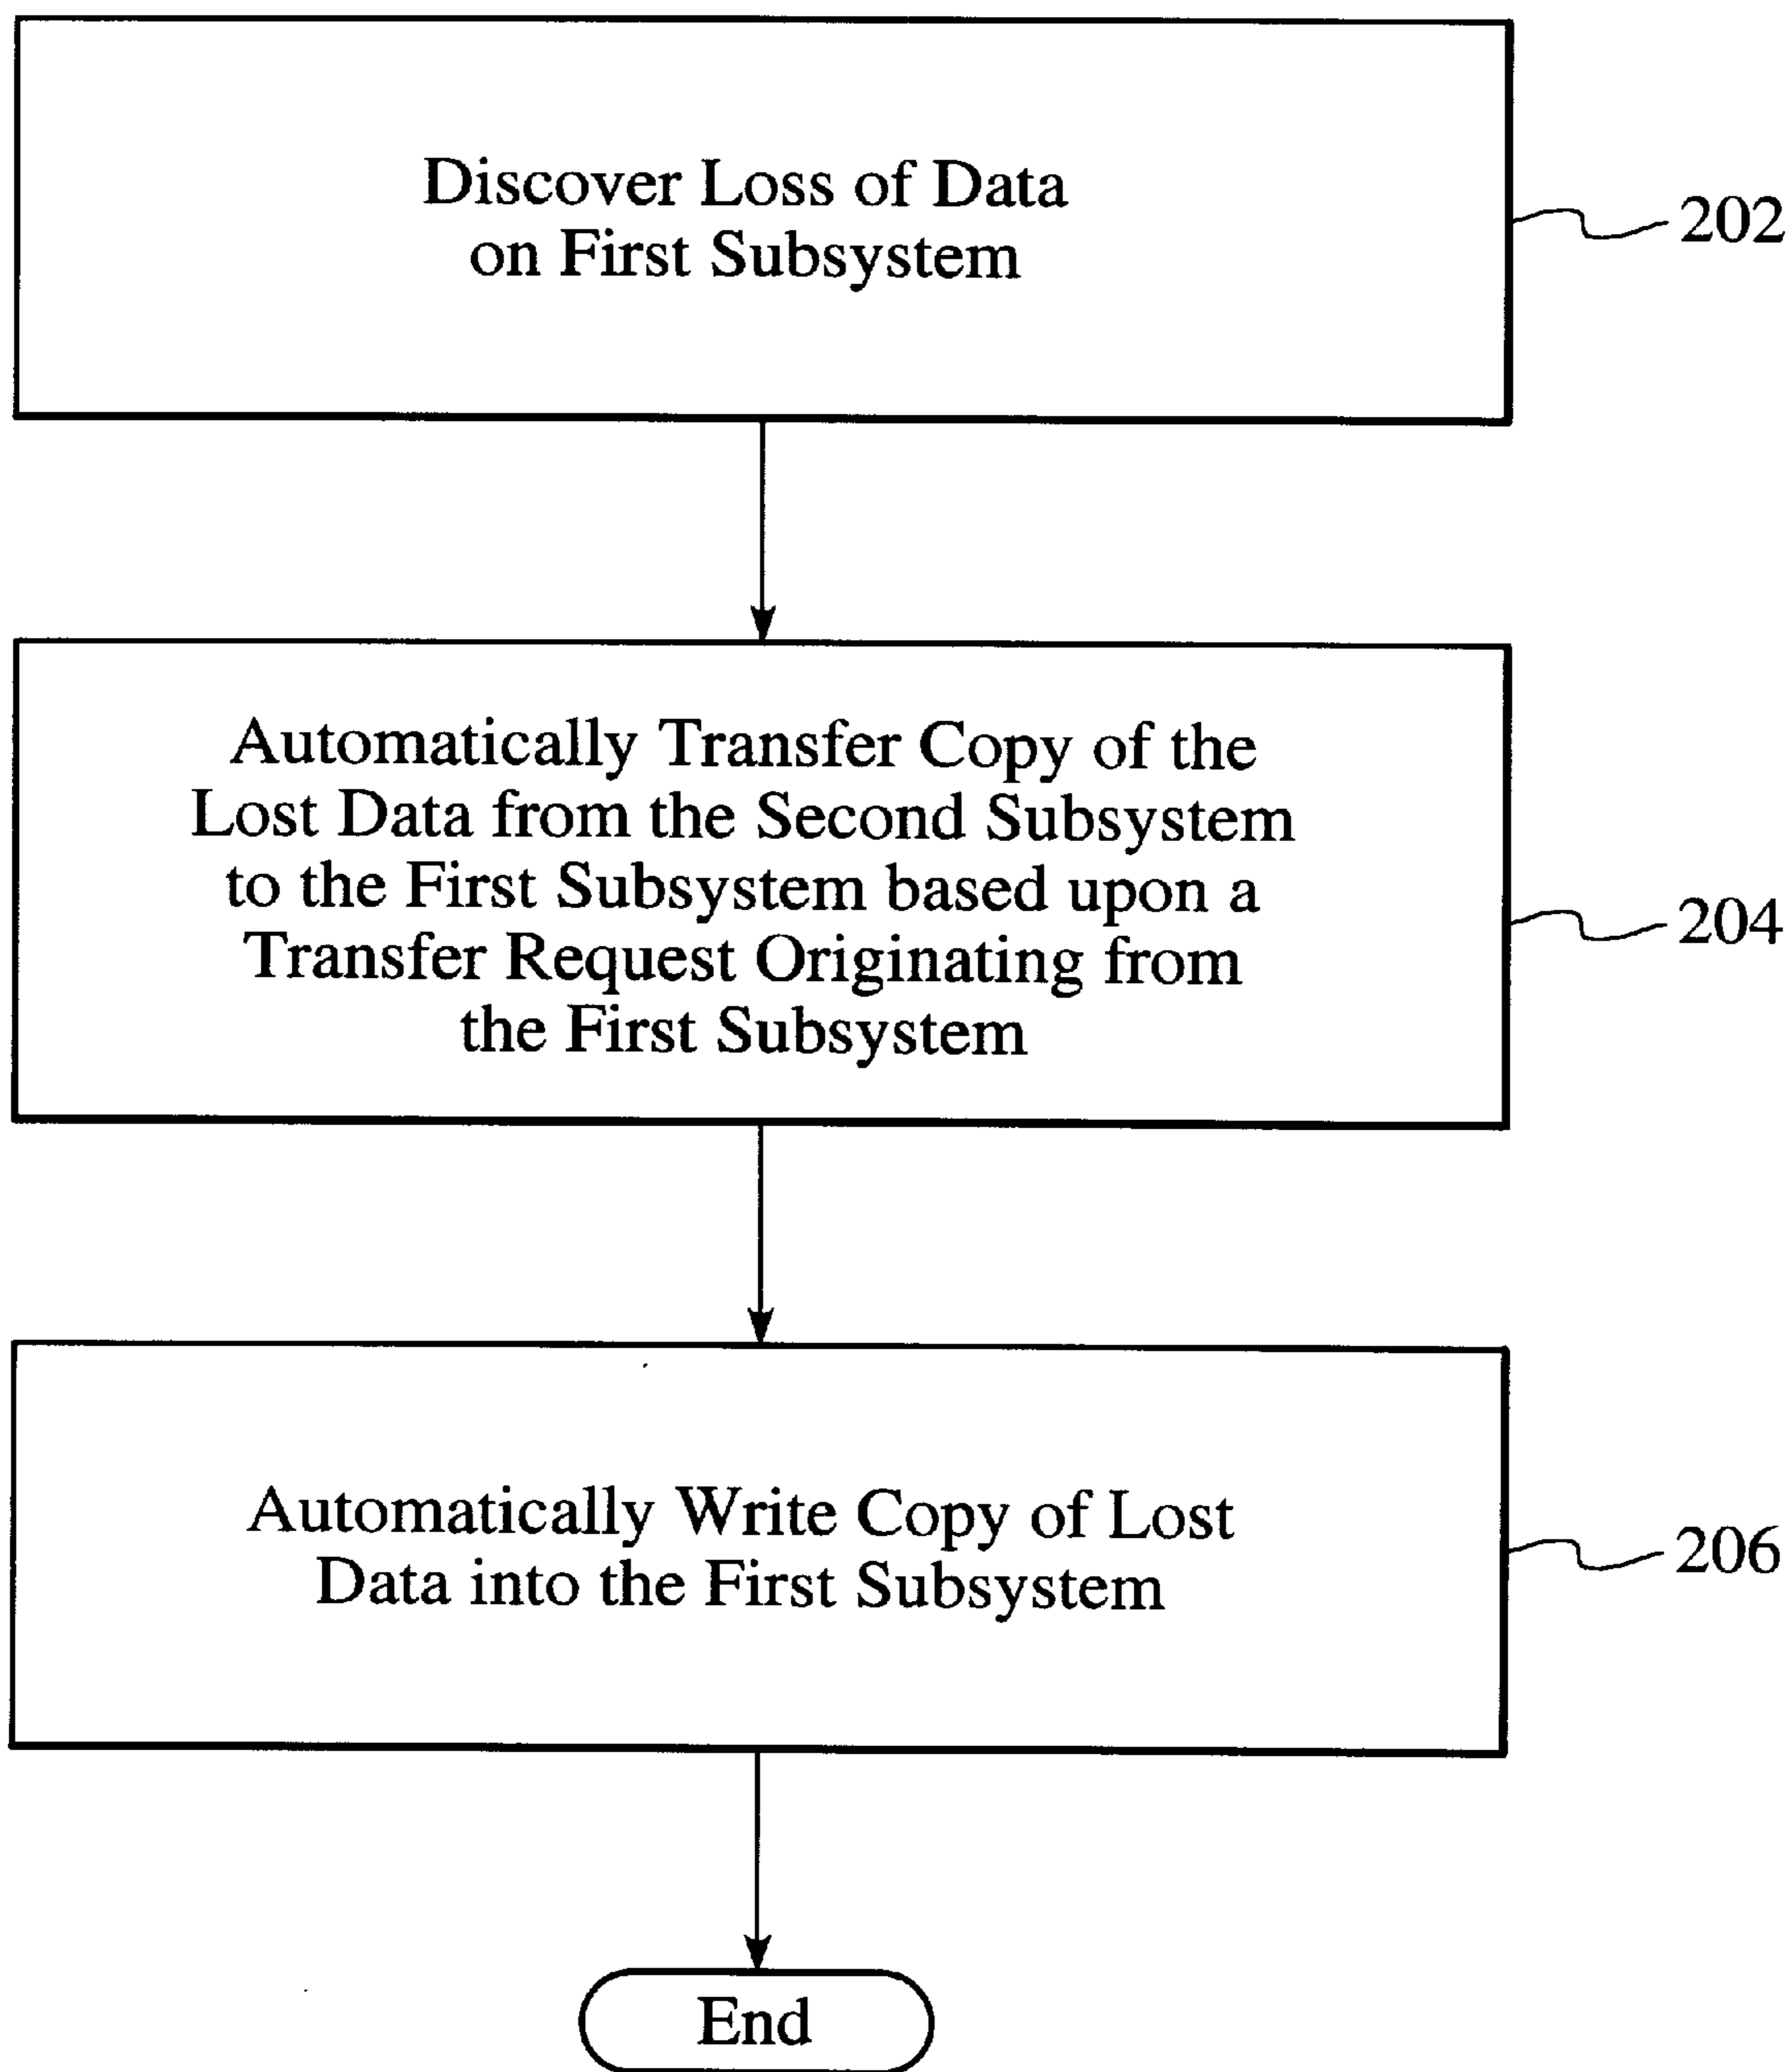 Discover Loss of Data
on First Subsystem
202
Automatically Transfer Copy of the
Lost Data from the Second Subsystem
to the First Subsystem based upon a
Transfer Request Originating from
the First Subsystem
204
Automatically Write Copy of Lost
Data into the First Subsystem
206
End